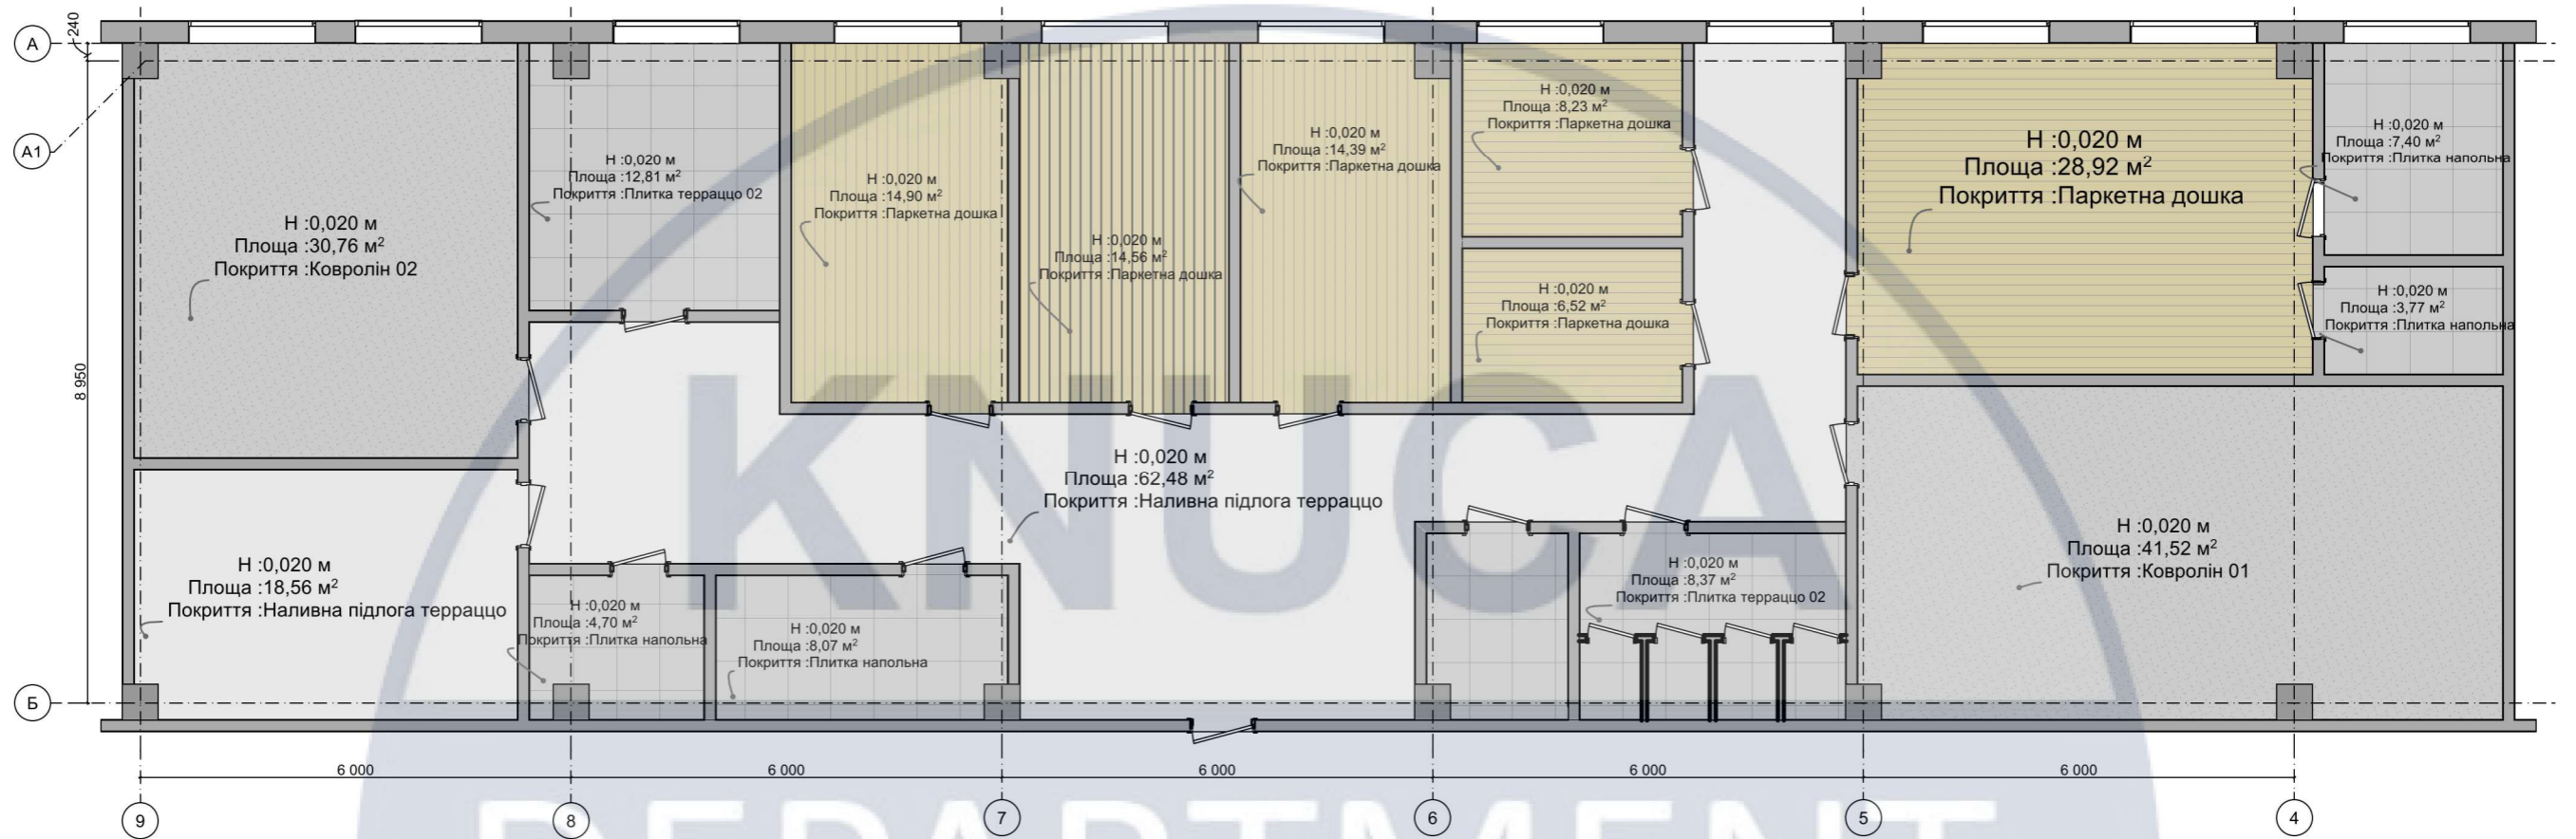 240
А
А1
8 950
Б
Н :0,020 м
Площа :30,76 м²
Покриття :Ковролін 02
Н :0,020 м
Площа :12,81 м²
Покриття :Плитка терраццо 02
Н :0,020 м
Площа :14,90 м²
Покриття :Паркетна дошка
Н :0,020 м
Площа :14,56 м²
Покриття :Паркетна дошка
Н :0,020 м
Площа :14,39 м²
Покриття :Паркетна дошка
Н :0,020 м
Площа :8,23 м²
Покриття :Паркетна дошка
Н :0,020 м
Площа :6,52 м²
Покриття :Паркетна дошка
Н :0,020 м
Площа :28,92 м²
Покриття :Паркетна дошка
Н :0,020 м
Площа :7,40 м²
Покриття :Плитка напольна
Н :0,020 м
Площа :3,77 м²
Покриття :Плитка напольна
Н :0,020 м
Площа :62,48 м²
Покриття :Наливна підлога терраццо
Н :0,020 м
Площа :18,56 м²
Покриття :Наливна підлога терраццо
Н :0,020 м
Площа :4,70 м²
Покриття :Плитка напольна
Н :0,020 м
Площа :8,07 м²
Покриття :Плитка напольна
Н :0,020 м
Площа :8,37 м²
Покриття :Плитка терраццо 02
Н :0,020 м
Площа :41,52 м²
Покриття :Ковролін 01
KNUCA
6 000
6 000
6 000
6 000
6 000
9
8
7
6
5
4
DEPARTMENT